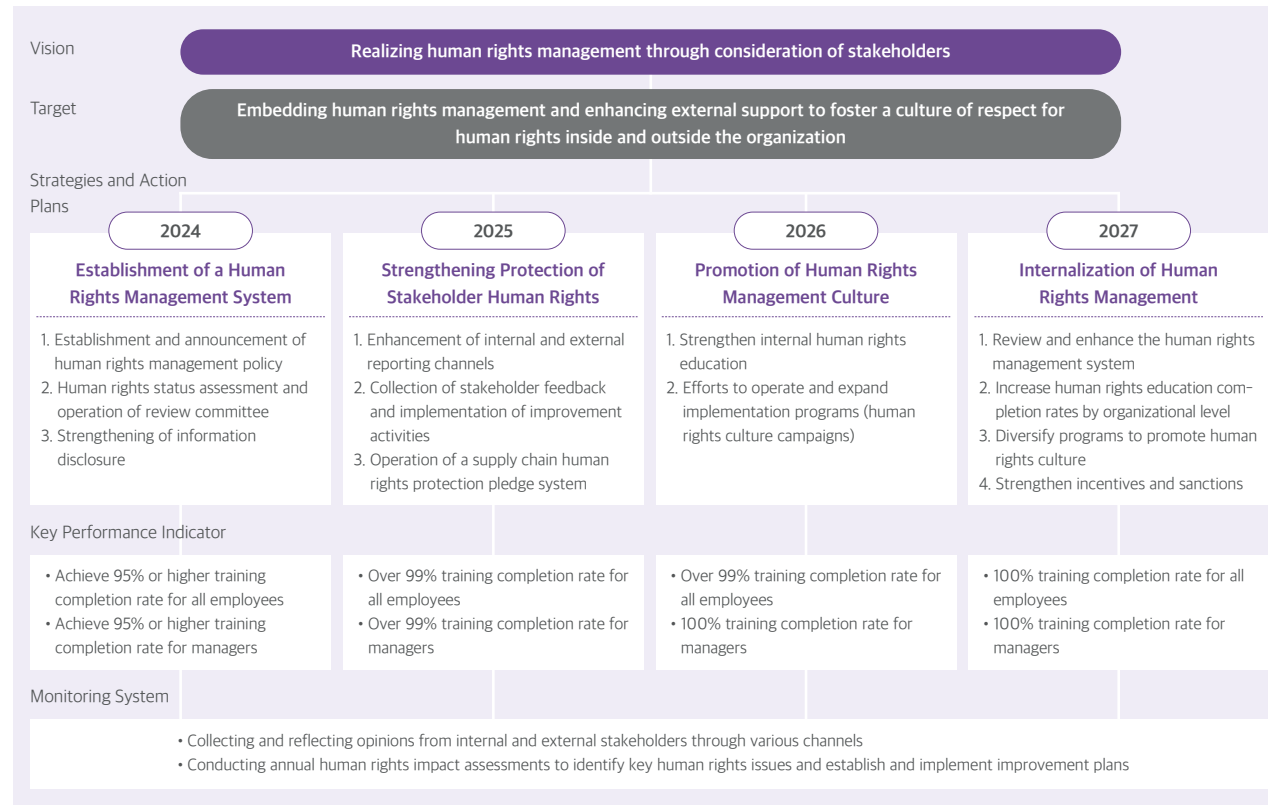 Vision
Realizing human rights management through consideration of stakeholders
Target
Embedding human rights management and enhancing external support to foster a culture of respect for
human rights inside and outside the organization
Strategies and Action
Plans
2024
Establishment of a Human
Rights Management System
1. Establishment and announcement of
human rights management policy
2. Human rights status assessment and
operation of review committee
3. Strengthening of information
disclosure
2025
Strengthening Protection of
Stakeholder Human Rights
1. Enhancement of internal and external
reporting channels
2. Collection of stakeholder feedback
and implementation of improvement
activities
3. Operation of a supply chain human
rights protection pledge system
2026
Promotion of Human Rights
Management Culture
1. Strengthen internal human rights
education
2. Efforts to operate and expand
implementation programs (human
rights culture campaigns)
2027
Internalization of Human
Rights Management
1. Review and enhance the human rights
management system
2. Increase human rights education com-
pletion rates by organizational level
3. Diversify programs to promote human
rights culture
4. Strengthen incentives and sanctions
Key Performance Indicator
• Achieve 95% or higher training
completion rate for all employees
• Achieve 95% or higher training
completion rate for managers
• Over 99% training completion rate for
all employees
• Over 99% training completion rate for
managers
• Over 99% training completion rate for
all employees
• 100% training completion rate for
managers
• 100% training completion rate for all
employees
• 100% training completion rate for
managers
Monitoring System
• Collecting and reflecting opinions from internal and external stakeholders through various channels
• Conducting annual human rights impact assessments to identify key human rights issues and establish and implement improvement plans